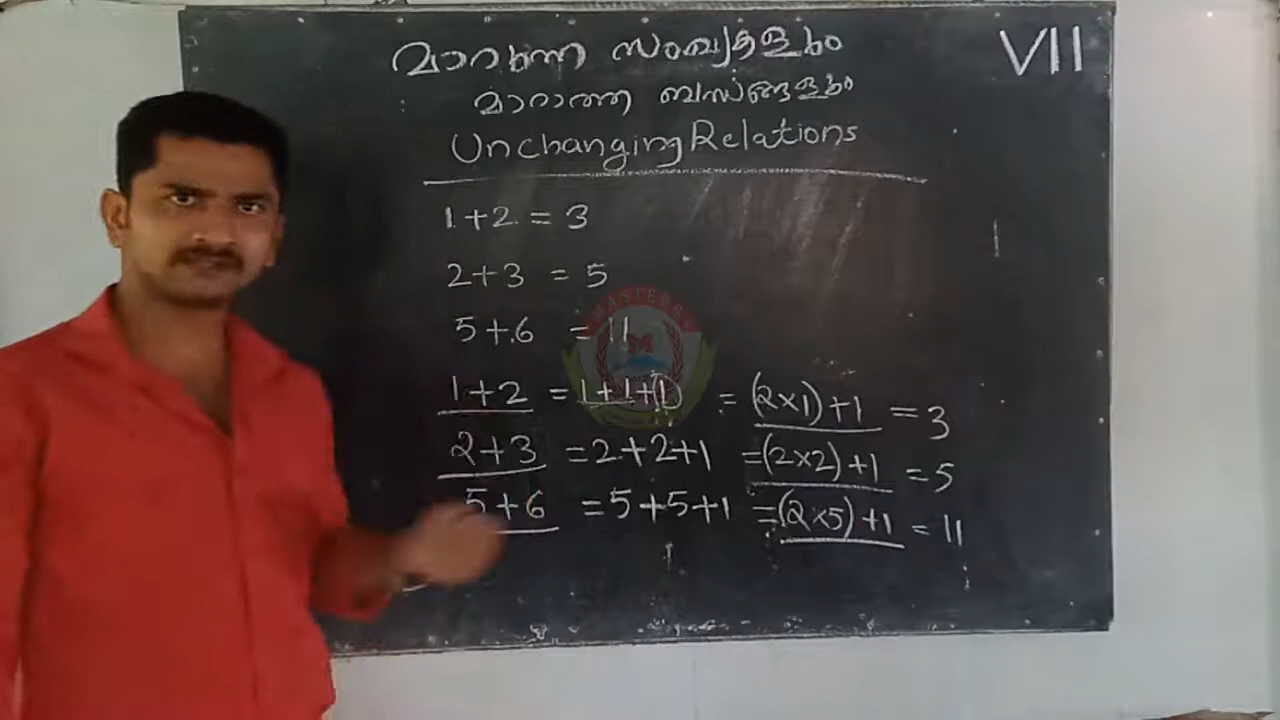 മാറുന്ന സംഖ്യകളും
VII
മാറാത്ത ബന്ധങ്ങളും
Unchanging Relations
1+2 = 3
2+3 = 5
5+6 = 11
1+2 = 1+1+1 = (2×1)+1 = 3
2+3 = 2+2+1 = (2×2)+1 = 5
5+6 = 5+5+1 = (2×5)+1 = 11
M